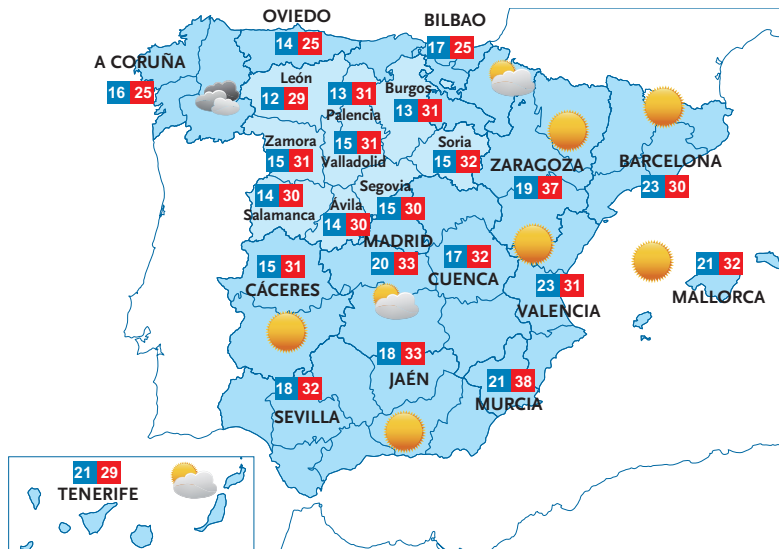 OVIEDO
14 25
BILBAO
17 25
A CORUÑA
16 25
León
12 29
13 31
Palencia
Burgos
13 31
Zamora
15 31
15 31
Valladolid
Soria
15 32
ZARAGOZA
19 37
BARCELONA
23 30
14 30
Salamanca
Ávila
14 30
Segovia
15 30
MADRID
20 33
17 32
CUENCA
15 31
CÁCERES
23 31
VALENCIA
21 32
MALLORCA
18 33
JAÉN
18 32
SEVILLA
21 38
MURCIA
21 29
TENERIFE